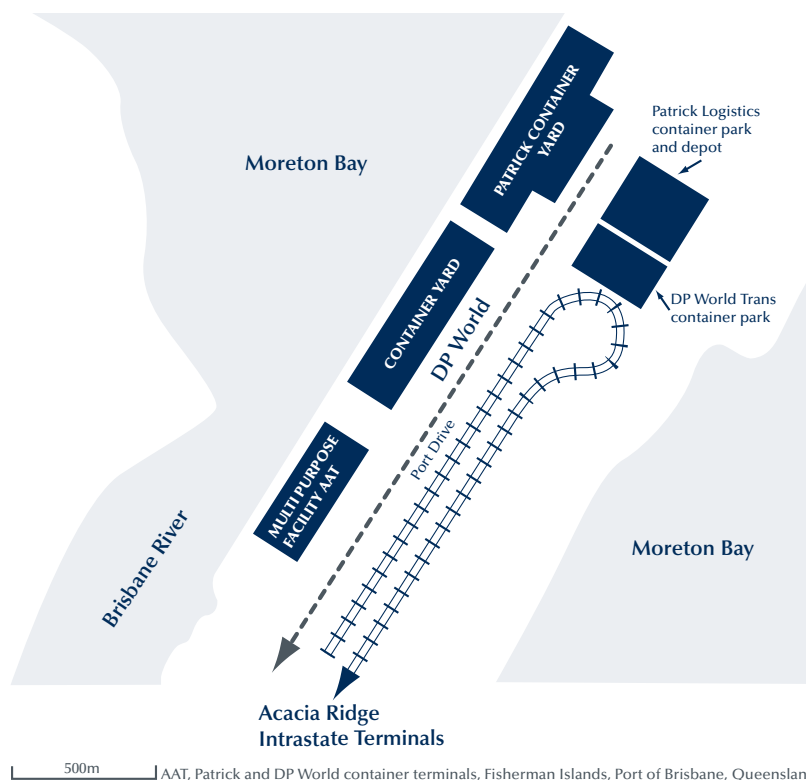 Patrick Logistics
container park
and depot
PATRICK CONTAINER
YARD
Moreton Bay
CONTAINER YARD
DP World
DP World Trans
container park
Port Drive
MULTI PURPOSE
FACILITY AAT
Brisbane River
Moreton Bay
Acacia Ridge
Intrastate Terminals
500m
AAT, Patrick and DP World container terminals, Fisherman Islands, Port of Brisbane, Queenslan